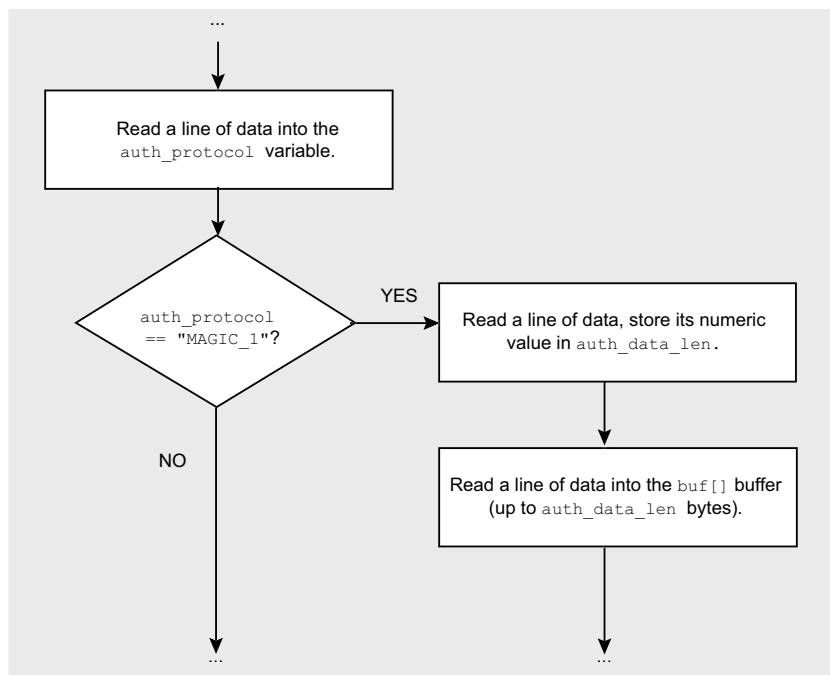 ...
Read a line of data into the
auth_protocol variable.
auth_protocol
== "MAGIC_1"?
YES
Read a line of data, store its numeric
value in auth_data_len.
NO
Read a line of data into the buf[] buffer
(up to auth_data_len bytes).
...
...